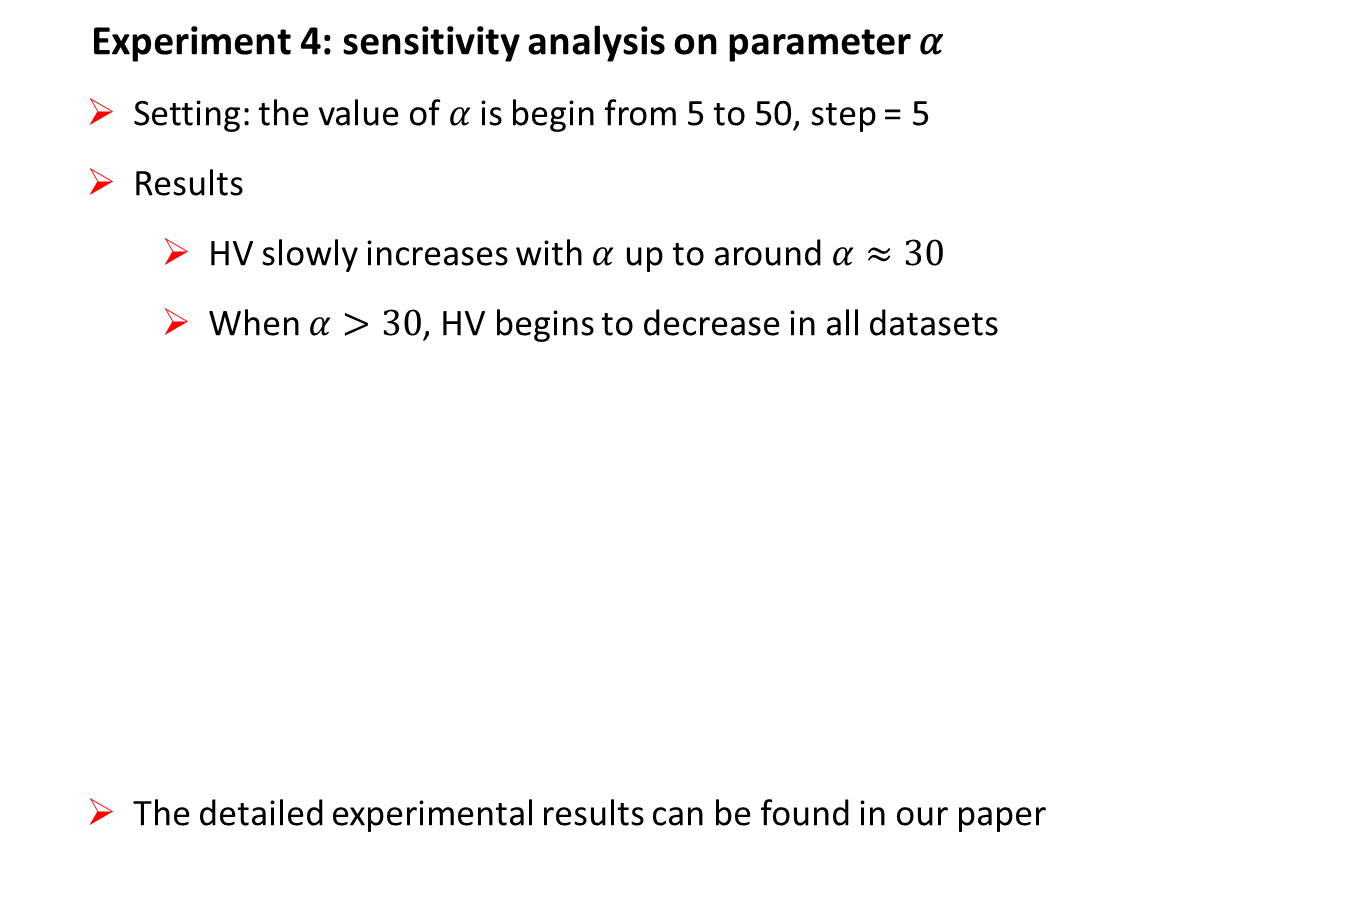 Experiment 4: sensitivity analysis on parameter 𝛼
Setting: the value of 𝛼 is begin from 5 to 50, step = 5
Results
HV slowly increases with 𝛼 up to around 𝛼 ≈ 30
When 𝛼 > 30, HV begins to decrease in all datasets
The detailed experimental results can be found in our paper